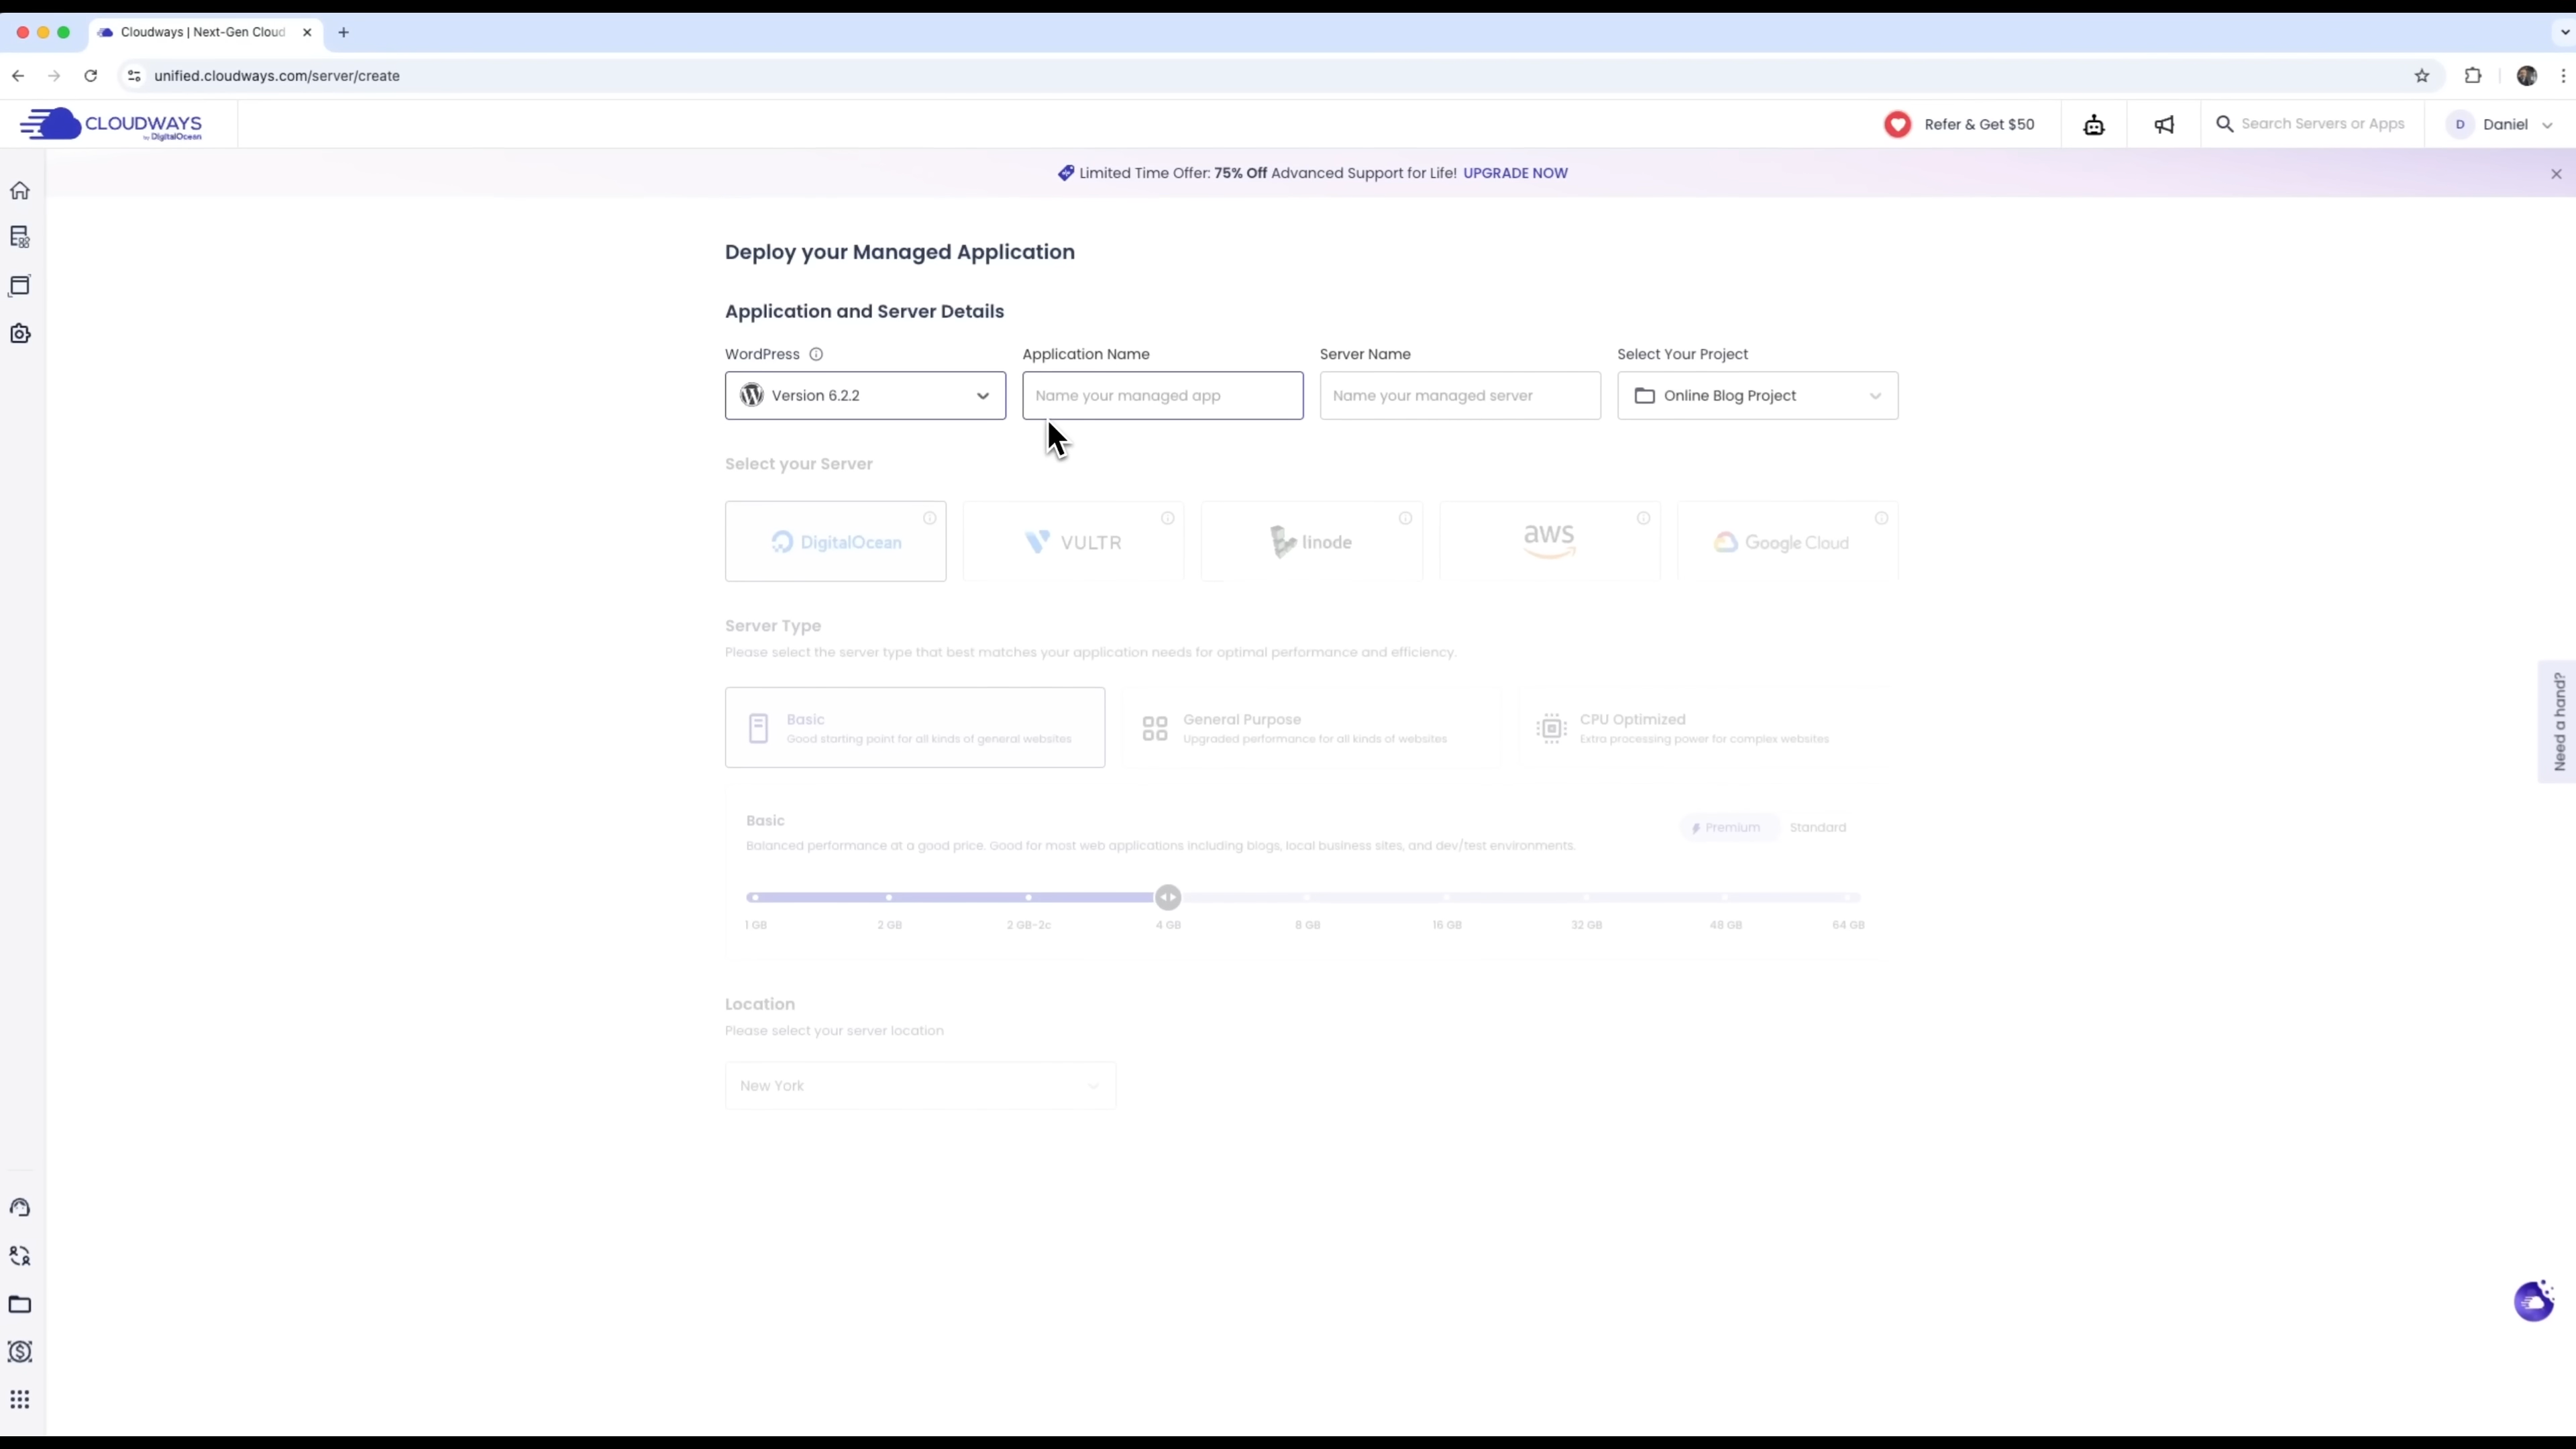 Cloudways | Next-Gen Cloud
unified.cloudways.com/server/create
CLOUDWAYS
by DigitalOcean
Refer & Get $50
Search Servers or Apps
D
Daniel
Limited Time Offer: 75% Off Advanced Support for Life! UPGRADE NOW
Deploy your Managed Application
Application and Server Details
WordPress
Application Name
Server Name
Select Your Project
Version 6.2.2
Name your managed app
Name your managed server
Online Blog Project
Select your Server
DigitalOcean
VULTR
linode
aws
Google Cloud
Server Type
Please select the server type that best matches your application needs for optimal performance and efficiency.
Basic
Good starting point for all kinds of general websites
General Purpose
Upgraded performance for all kinds of websites
CPU Optimized
Extra processing power for complex websites
Need a hand?
Basic
Premium
Standard
Balanced performance at a good price. Good for most web applications including blogs, local business sites, and dev/test environments.
1 GB
2 GB
2 GB-2c
4 GB
8 GB
16 GB
32 GB
48 GB
64 GB
Location
Please select your server location
New York